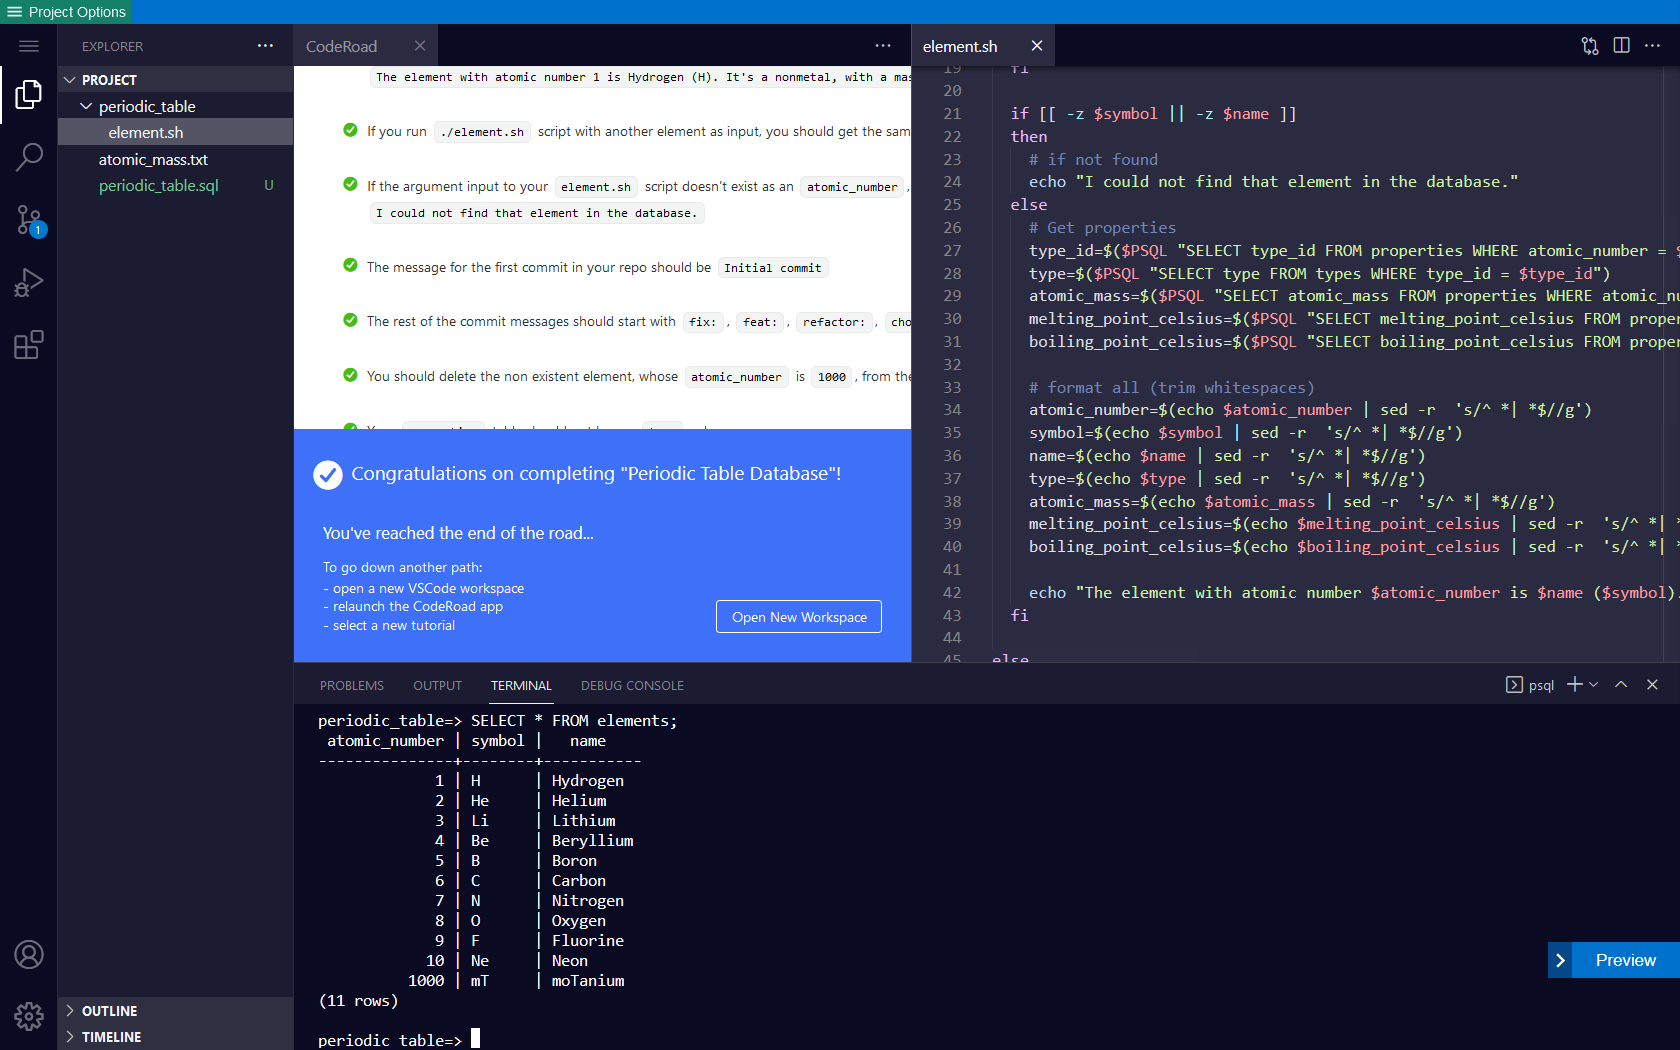 Project Options
EXPLORER
PROJECT
periodic_table
element.sh
atomic_mass.txt
periodic_table.sql U
1
OUTLINE
TIMELINE
CodeRoad
The element with atomic number 1 is Hydrogen (H). It's a nonmetal, with a mas
If you run ./element.sh script with another element as input, you should get the sam
If the argument input to your element.sh script doesn't exist as an atomic_number ,
I could not find that element in the database.
The message for the first commit in your repo should be Initial commit
The rest of the commit messages should start with fix: , feat: , refactor: , cho
You should delete the non existent element, whose atomic_number is 1000 , from the
Congratulations on completing "Periodic Table Database"!
You've reached the end of the road...
To go down another path:
- open a new VSCode workspace
- relaunch the CodeRoad app
- select a new tutorial
Open New Workspace
element.sh
19 fi
20
21 if [[ -z $symbol || -z $name ]]
22 then
23 # if not found
24 echo "I could not find that element in the database."
25 else
26 # Get properties
27 type_id=$($PSQL "SELECT type_id FROM properties WHERE atomic_number = $
28 type=$($PSQL "SELECT type FROM types WHERE type_id = $type_id")
29 atomic_mass=$($PSQL "SELECT atomic_mass FROM properties WHERE atomic_nu
30 melting_point_celsius=$($PSQL "SELECT melting_point_celsius FROM proper
31 boiling_point_celsius=$($PSQL "SELECT boiling_point_celsius FROM proper
32
33 # format all (trim whitespaces)
34 atomic_number=$(echo $atomic_number | sed -r  's/^ *| *$//g')
35 symbol=$(echo $symbol | sed -r  's/^ *| *$//g')
36 name=$(echo $name | sed -r  's/^ *| *$//g')
37 type=$(echo $type | sed -r  's/^ *| *$//g')
38 atomic_mass=$(echo $atomic_mass | sed -r  's/^ *| *$//g')
39 melting_point_celsius=$(echo $melting_point_celsius | sed -r  's/^ *| *
40 boiling_point_celsius=$(echo $boiling_point_celsius | sed -r  's/^ *| *
41
42 echo "The element with atomic number $atomic_number is $name ($symbol).
43 fi
44
45 else
PROBLEMS OUTPUT TERMINAL DEBUG CONSOLE
psql
periodic_table=> SELECT * FROM elements;
atomic_number | symbol | name
---------------+--------+-----------
1 | H | Hydrogen
2 | He | Helium
3 | Li | Lithium
4 | Be | Beryllium
5 | B | Boron
6 | C | Carbon
7 | N | Nitrogen
8 | O | Oxygen
9 | F | Fluorine
10 | Ne | Neon
1000 | mT | moTanium
(11 rows)
periodic_table=>
Preview